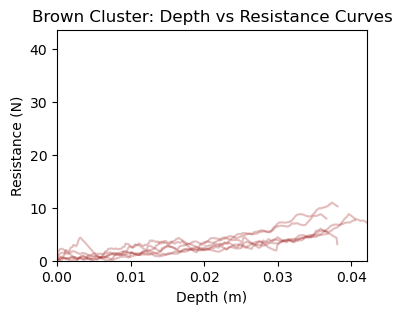 Brown Cluster: Depth vs Resistance Curves
40
30
20
10
0
Resistance (N)
0.00 0.01 0.02 0.03 0.04
Depth (m)